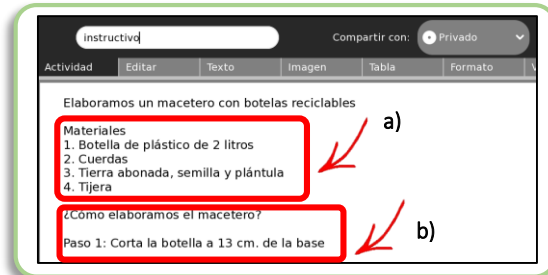 instructivo
Compartir con: Privado
Actividad Editar Texto Imagen Tabla Formato
Elaboramos un macetero con botelas reciclables
Materiales
1. Botella de plástico de 2 litros
2. Cuerdas
3. Tierra abonada, semilla y plántula
4. Tijera
a)
¿Cómo elaboramos el macetero?
Paso 1: Corta la botella a 13 cm. de la base
b)